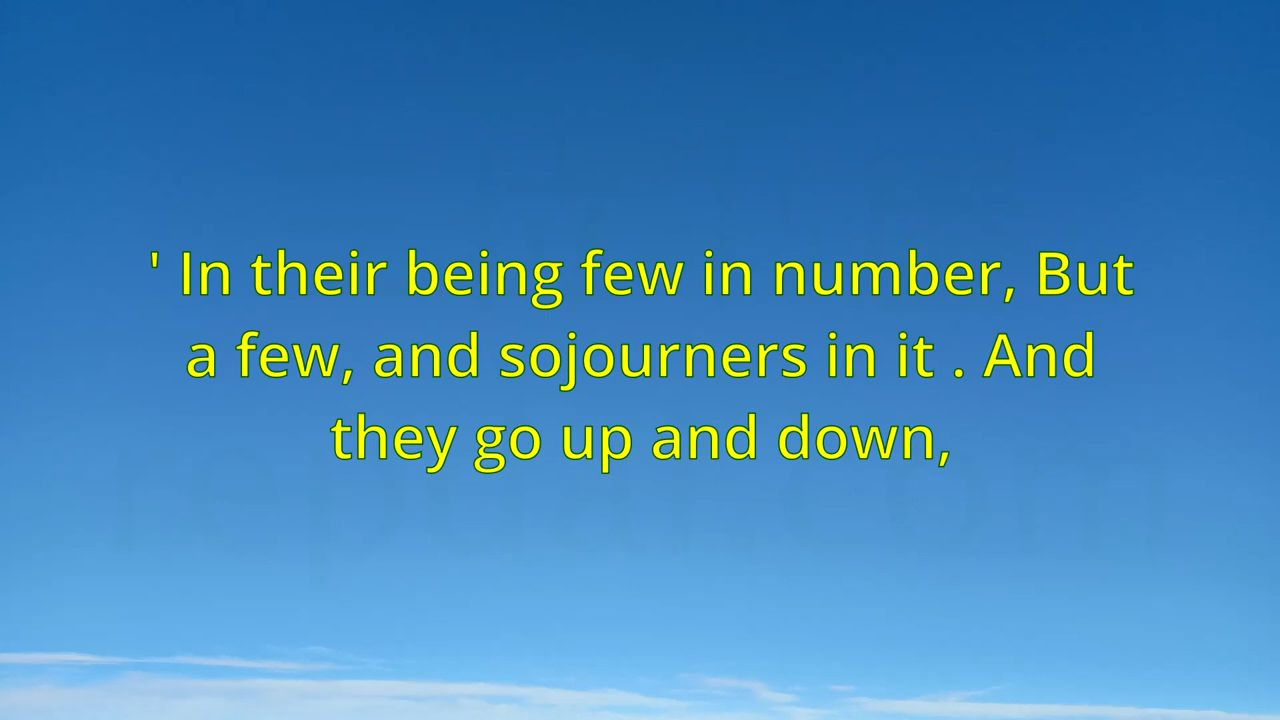 ' In their being few in number, But
a few, and sojourners in it . And
they go up and down,